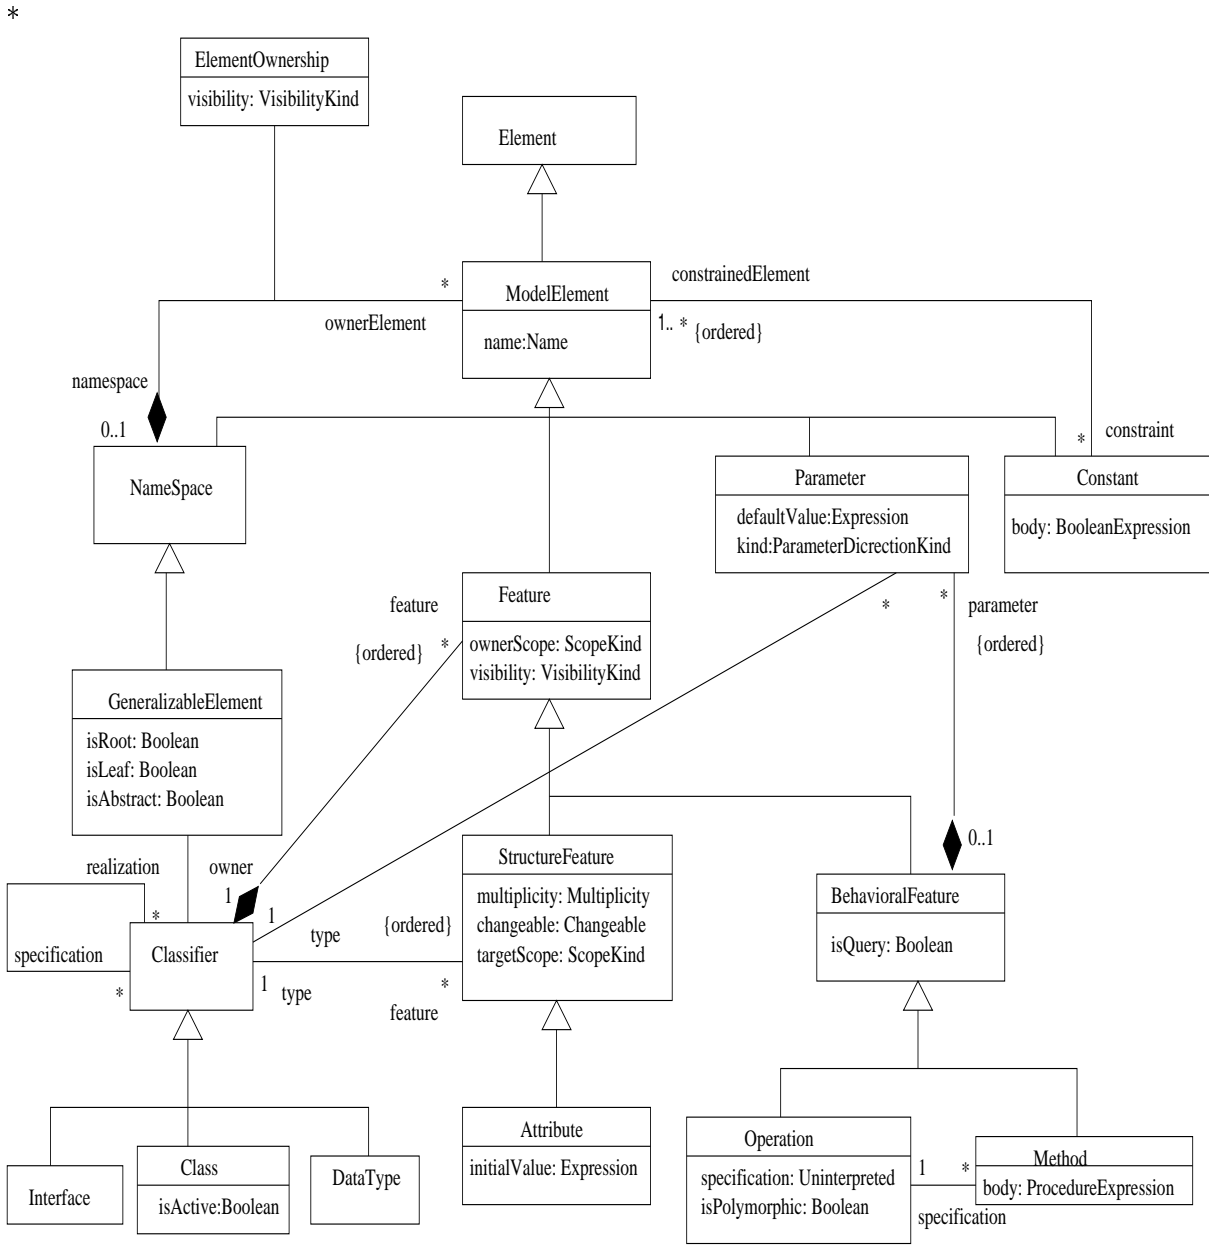 *
ElementOwnership
visibility: VisibilityKind
Element
ModelElement
name:Name
*
ownerElement
constrainedElement
1.. * {ordered}
namespace
0..1
* constraint
NameSpace
Parameter
defaultValue:Expression
kind:ParameterDicrectionKind
Constant
body: BooleanExpression
feature
{ordered} *
Feature
ownerScope: ScopeKind
visibility: VisibilityKind
*
* parameter
{ordered}
GeneralizableElement
isRoot: Boolean
isLeaf: Boolean
isAbstract: Boolean
0..1
realization
owner
1
*
specification
*
Classifier
1
type
{ordered}
1 type
*
feature
StructureFeature
multiplicity: Multiplicity
changeable: Changeable
targetScope: ScopeKind
BehavioralFeature
isQuery: Boolean
Interface
Class
isActive:Boolean
DataType
Attribute
initialValue: Expression
Operation
specification: Uninterpreted
isPolymorphic: Boolean
1 *
specification
Method
body: ProcedureExpression